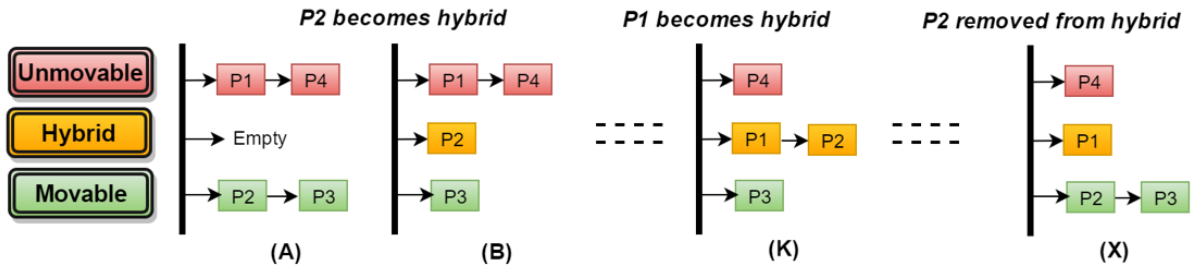 P2 becomes hybrid
P1 becomes hybrid
P2 removed from hybrid
Unmovable
P1
P4
P1
P4
P4
P4
Hybrid
Empty
P2
P1
P2
P1
Movable
P2
P3
P3
P3
P2
P3
(A)
(B)
(K)
(X)